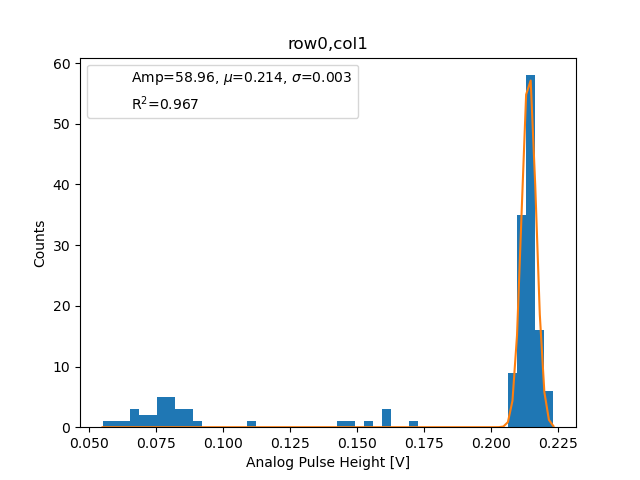 row0,col1
Amp=58.96, μ=0.214, σ=0.003
R²=0.967
60
50
40
30
20
10
0
Counts
0.050 0.075 0.100 0.125 0.150 0.175 0.200 0.225
Analog Pulse Height [V]